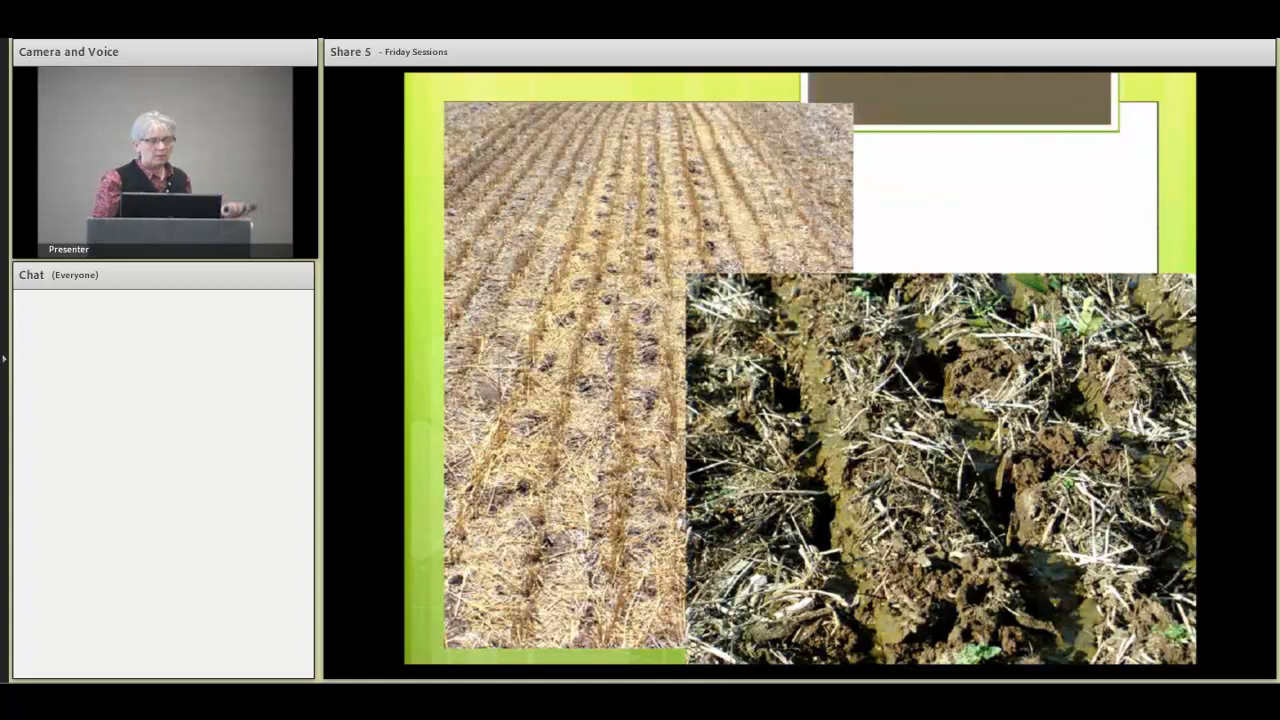 Camera and Voice
Share 5 - Friday Sessions
Presenter
Chat (Everyone)